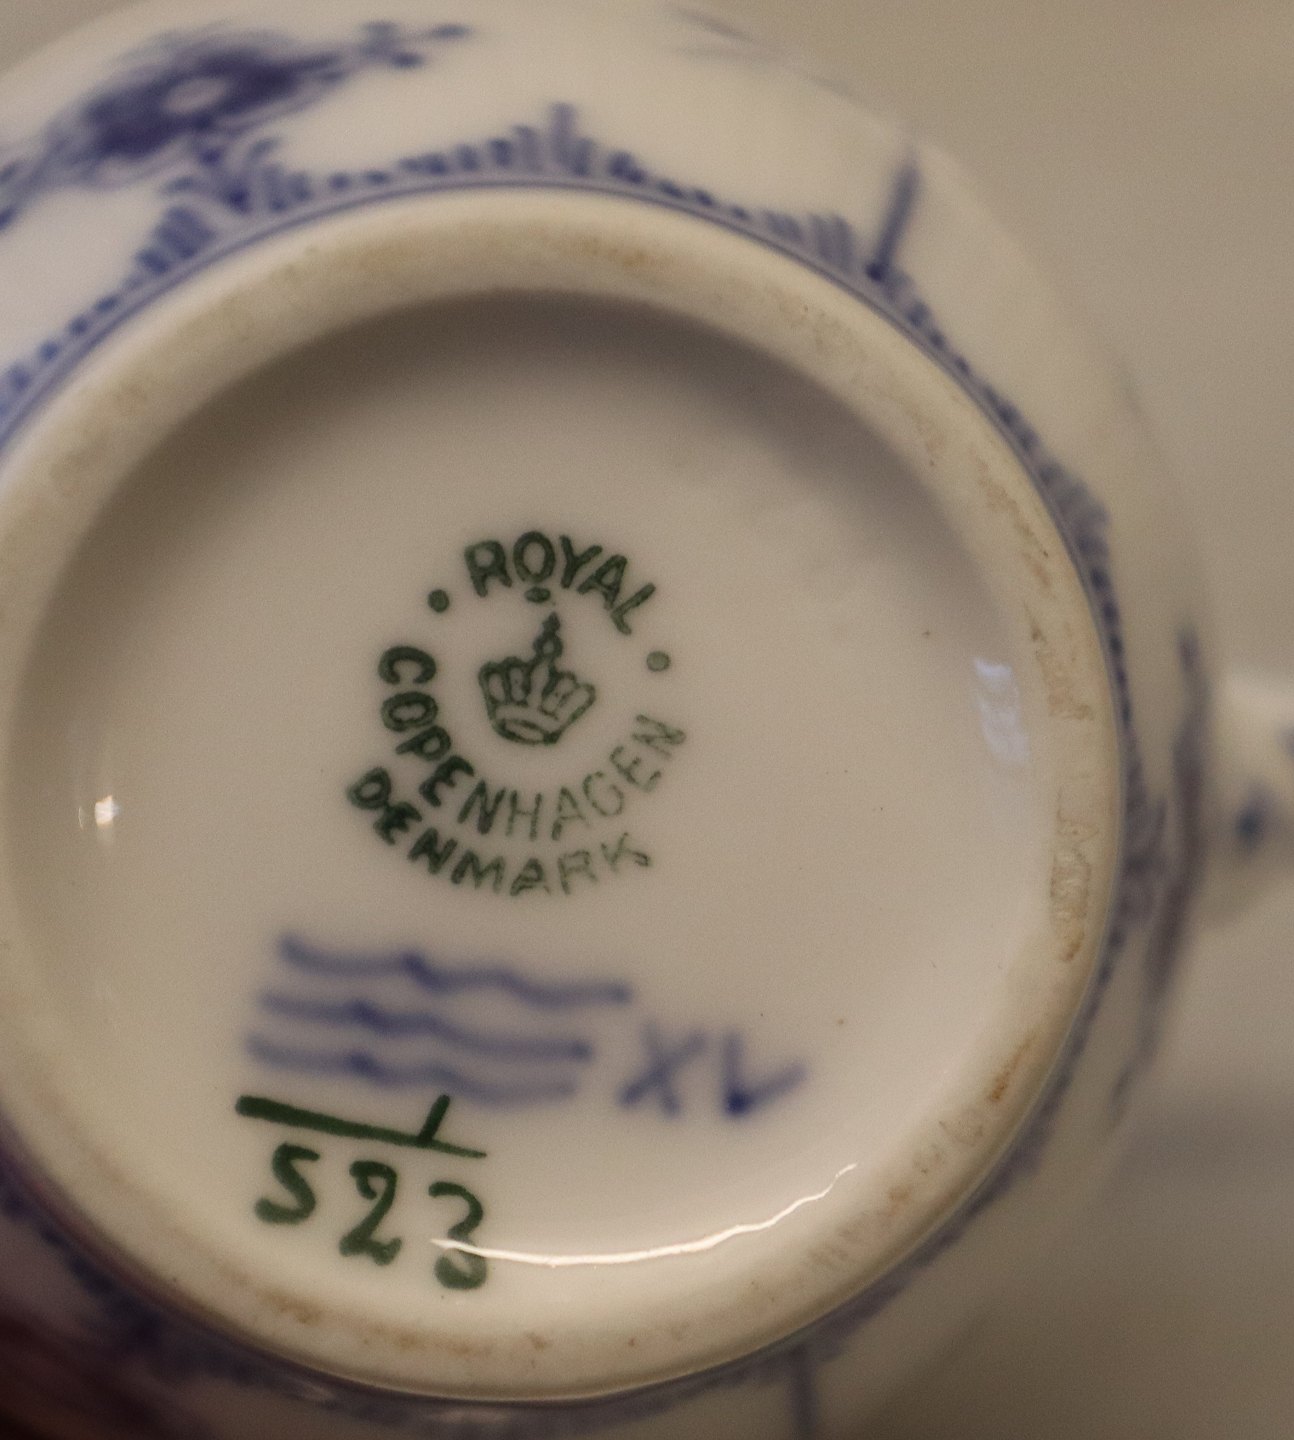 ROYAL
COPENHAGEN
DENMARK
XV
1
523